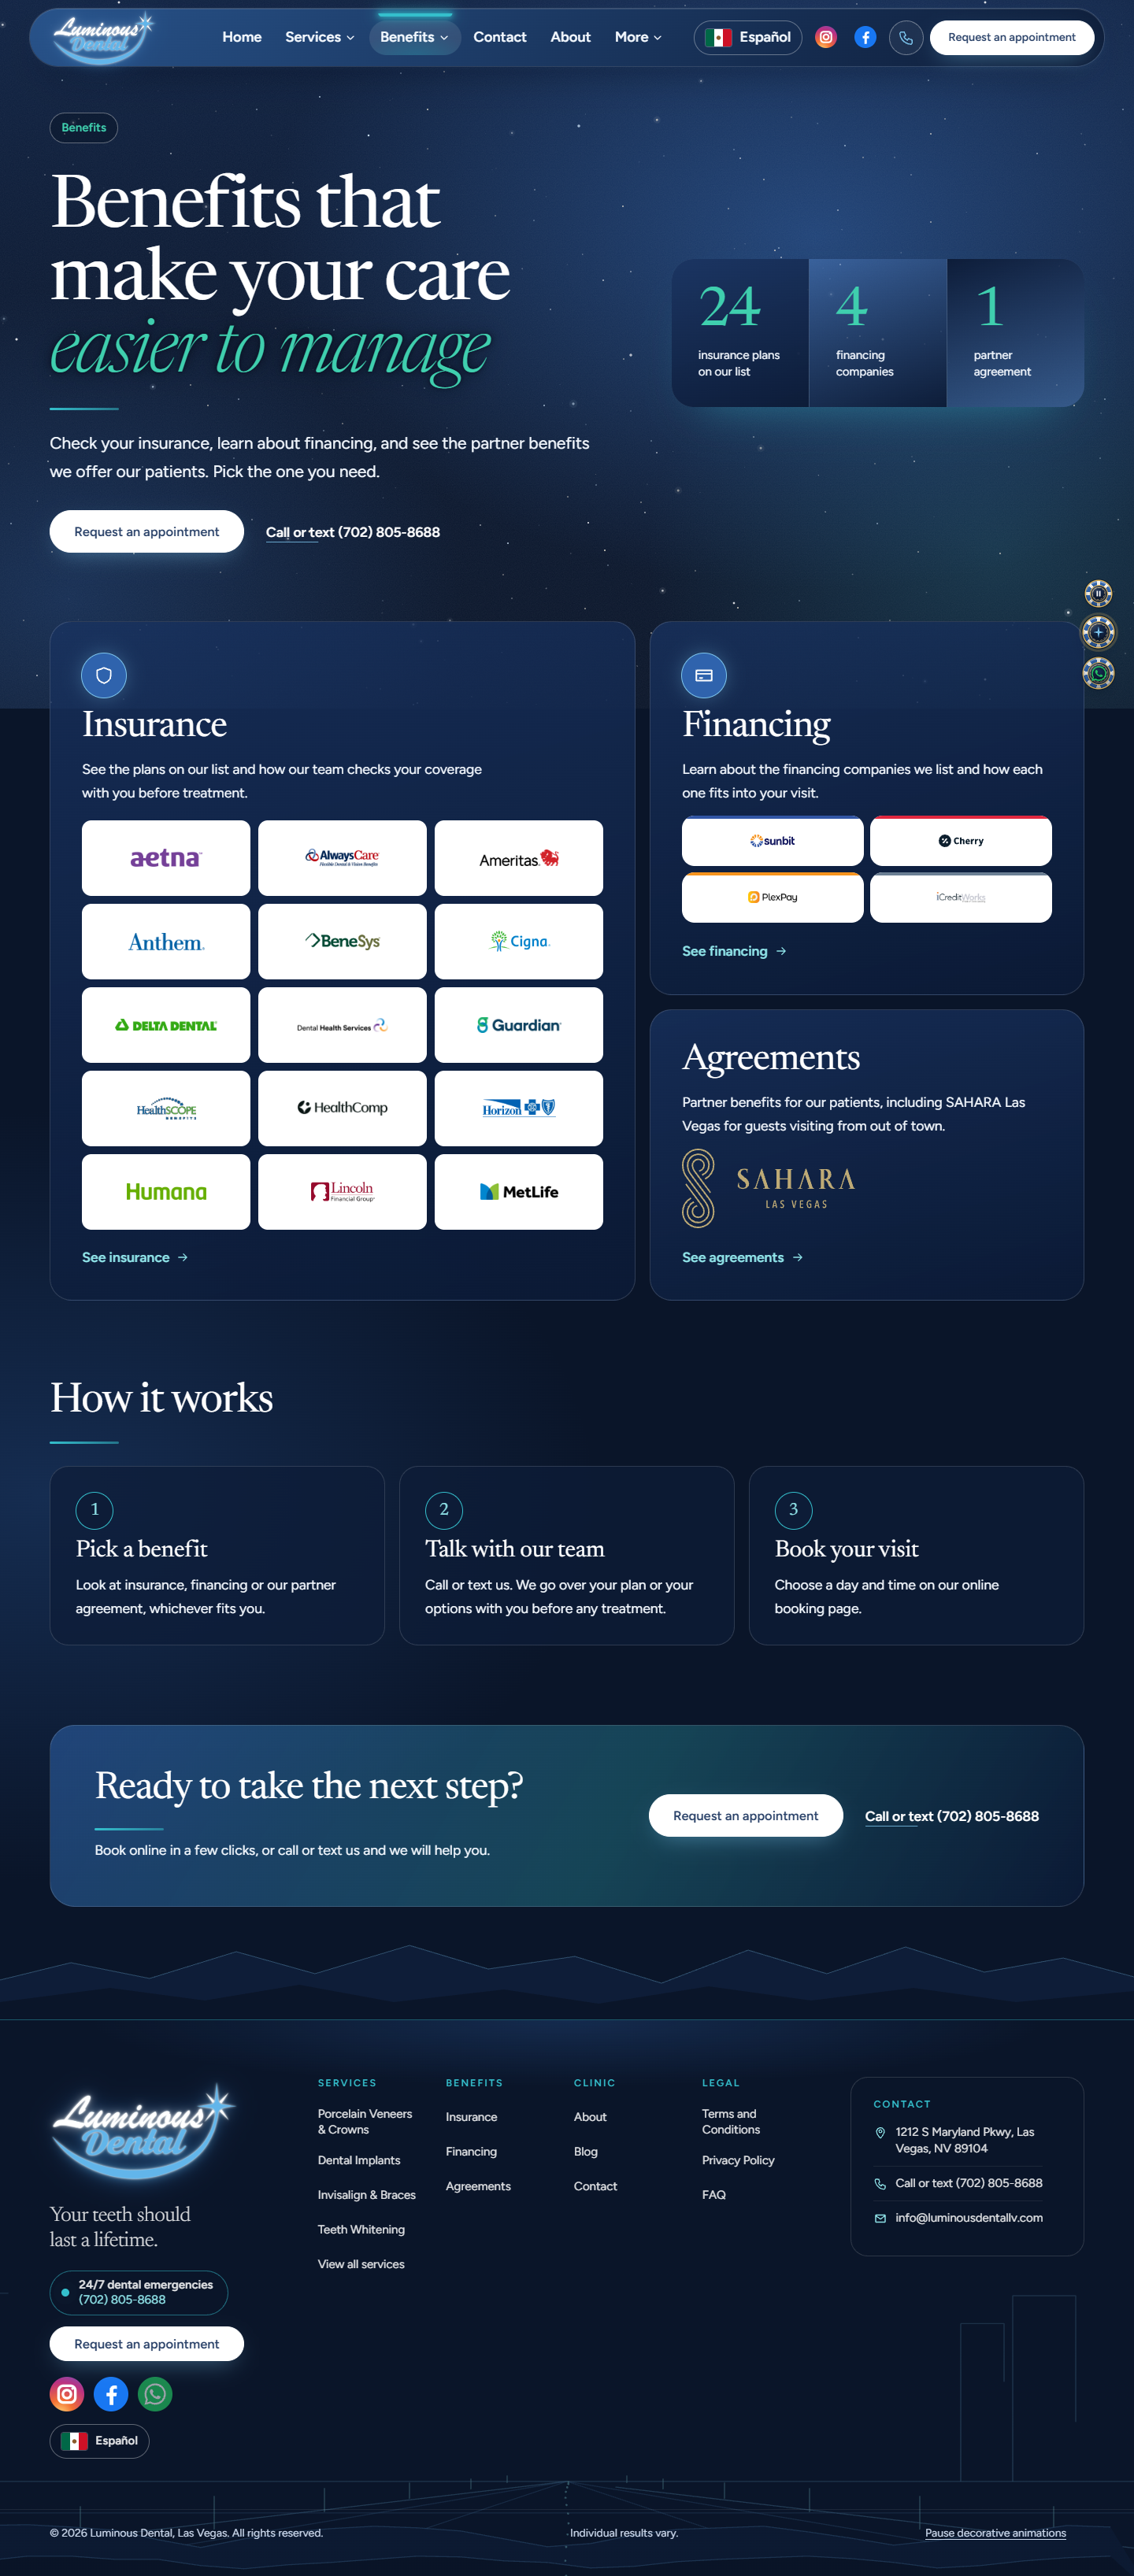 Luminous
Dental
Home
Services
Benefits
Contact
About
More
Español
Request an appointment
Benefits
Benefits that
make your care
easier to manage
Check your insurance, learn about financing, and see the partner benefits
we offer our patients. Pick the one you need.
Request an appointment
Call or text (702) 805-8688
24
insurance plans
on our list
4
financing
companies
1
partner
agreement
Insurance
See the plans on our list and how our team checks your coverage
with you before treatment.
aetna™
AlwaysCare
Flexible Dental & Vision Benefits
Ameritas
Anthem
BeneSys
Cigna
DELTA DENTAL
Dental Health Services
Guardian
HealthSCOPE
BENEFITS
HealthComp
Horizon
Humana
Lincoln
Financial Group
MetLife
See insurance
Financing
Learn about the financing companies we list and how each
one fits into your visit.
sunbit
Cherry
PlexPay
iCreditWorks
See financing
Agreements
Partner benefits for our patients, including SAHARA Las
Vegas for guests visiting from out of town.
SAHARA
LAS VEGAS
See agreements
How it works
1
Pick a benefit
Look at insurance, financing or our partner
agreement, whichever fits you.
2
Talk with our team
Call or text us. We go over your plan or your
options with you before any treatment.
3
Book your visit
Choose a day and time on our online
booking page.
Ready to take the next step?
Book online in a few clicks, or call or text us and we will help you.
Request an appointment
Call or text (702) 805-8688
Luminous
Dental
Your teeth should
last a lifetime.
24/7 dental emergencies
(702) 805-8688
Request an appointment
Español
SERVICES
Porcelain Veneers
& Crowns
Dental Implants
Invisalign & Braces
Teeth Whitening
View all services
BENEFITS
Insurance
Financing
Agreements
CLINIC
About
Blog
Contact
LEGAL
Terms and
Conditions
Privacy Policy
FAQ
CONTACT
1212 S Maryland Pkwy, Las
Vegas, NV 89104
Call or text (702) 805-8688
info@luminousdentallv.com
© 2026 Luminous Dental, Las Vegas. All rights reserved.
Individual results vary.
Pause decorative animations